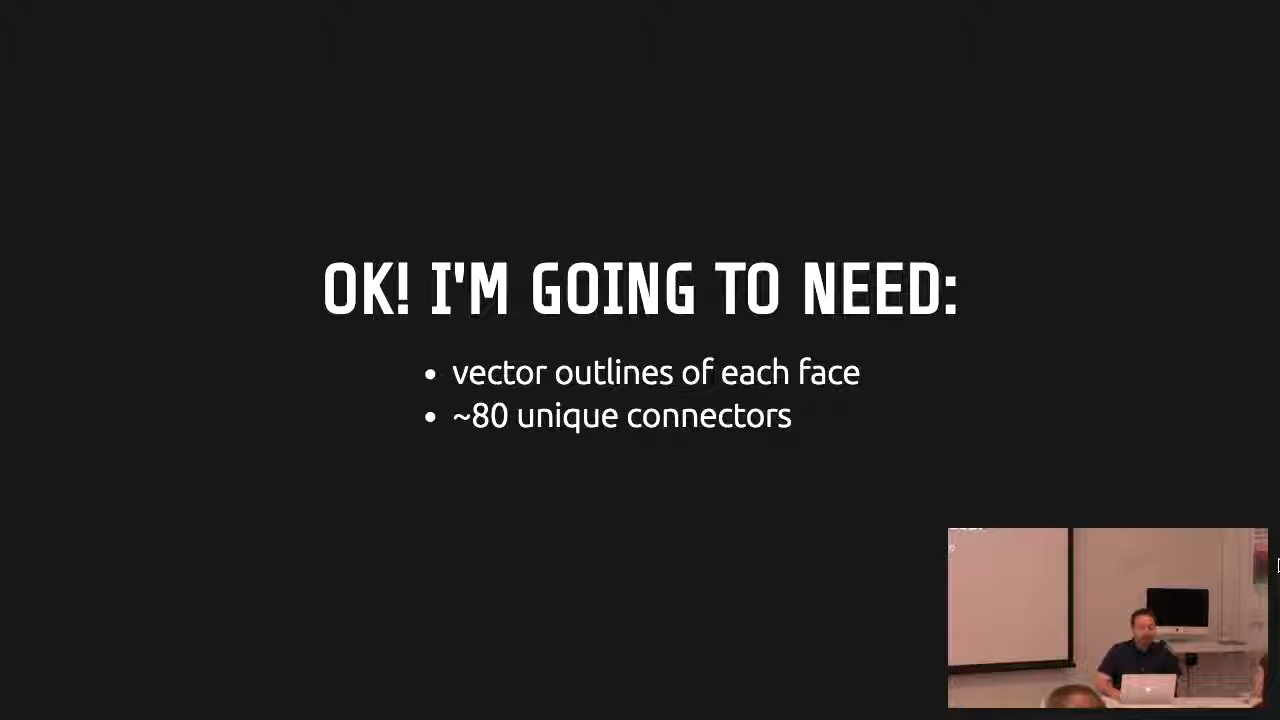 OK! I'M GOING TO NEED:
vector outlines of each face
~80 unique connectors